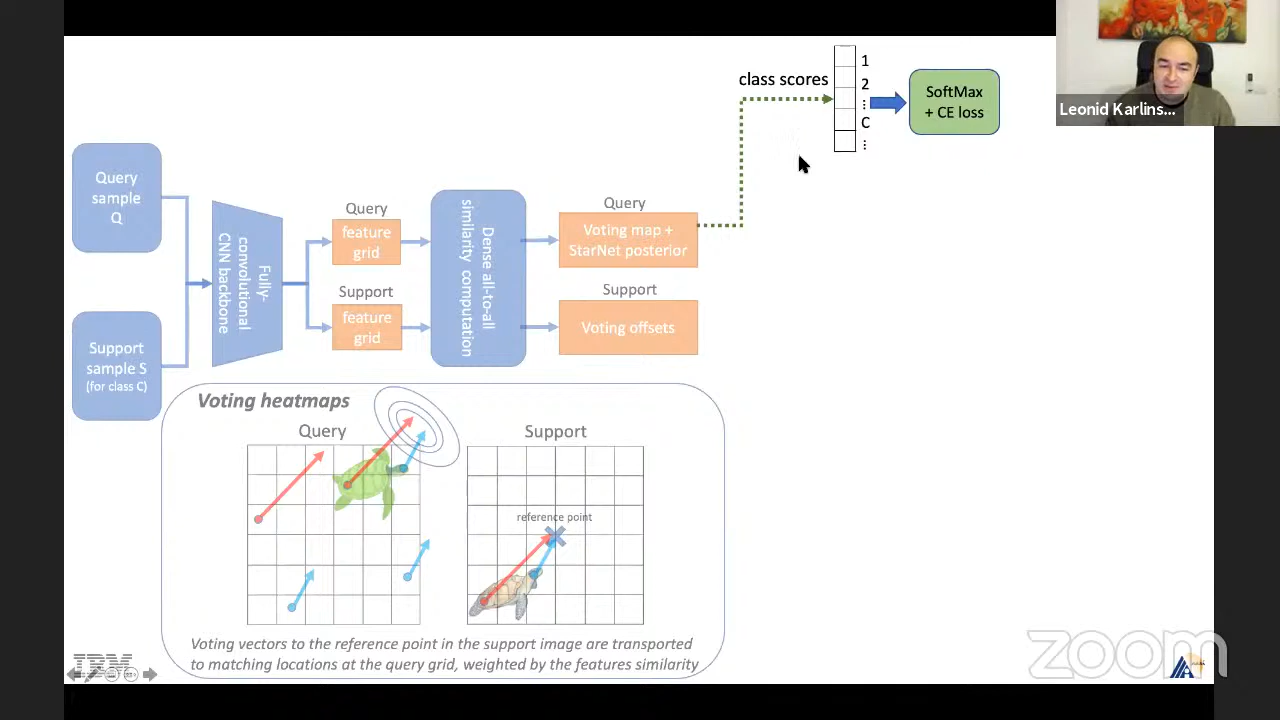 class scores
1
2
⋮
C
⋮
SoftMax
+ CE loss
Leonid Karlins...
Query
sample
Q
Support
sample S
(for class C)
Fully-
convolutional
CNN backbone
Query
feature
grid
Support
feature
grid
Dense all-to-all
similarity computation
Query
Voting map +
StarNet posterior
Support
Voting offsets
Voting heatmaps
Query
Support
reference point
Voting vectors to the reference point in the support image are transported
to matching locations at the query grid, weighted by the features similarity
IBM
zoom